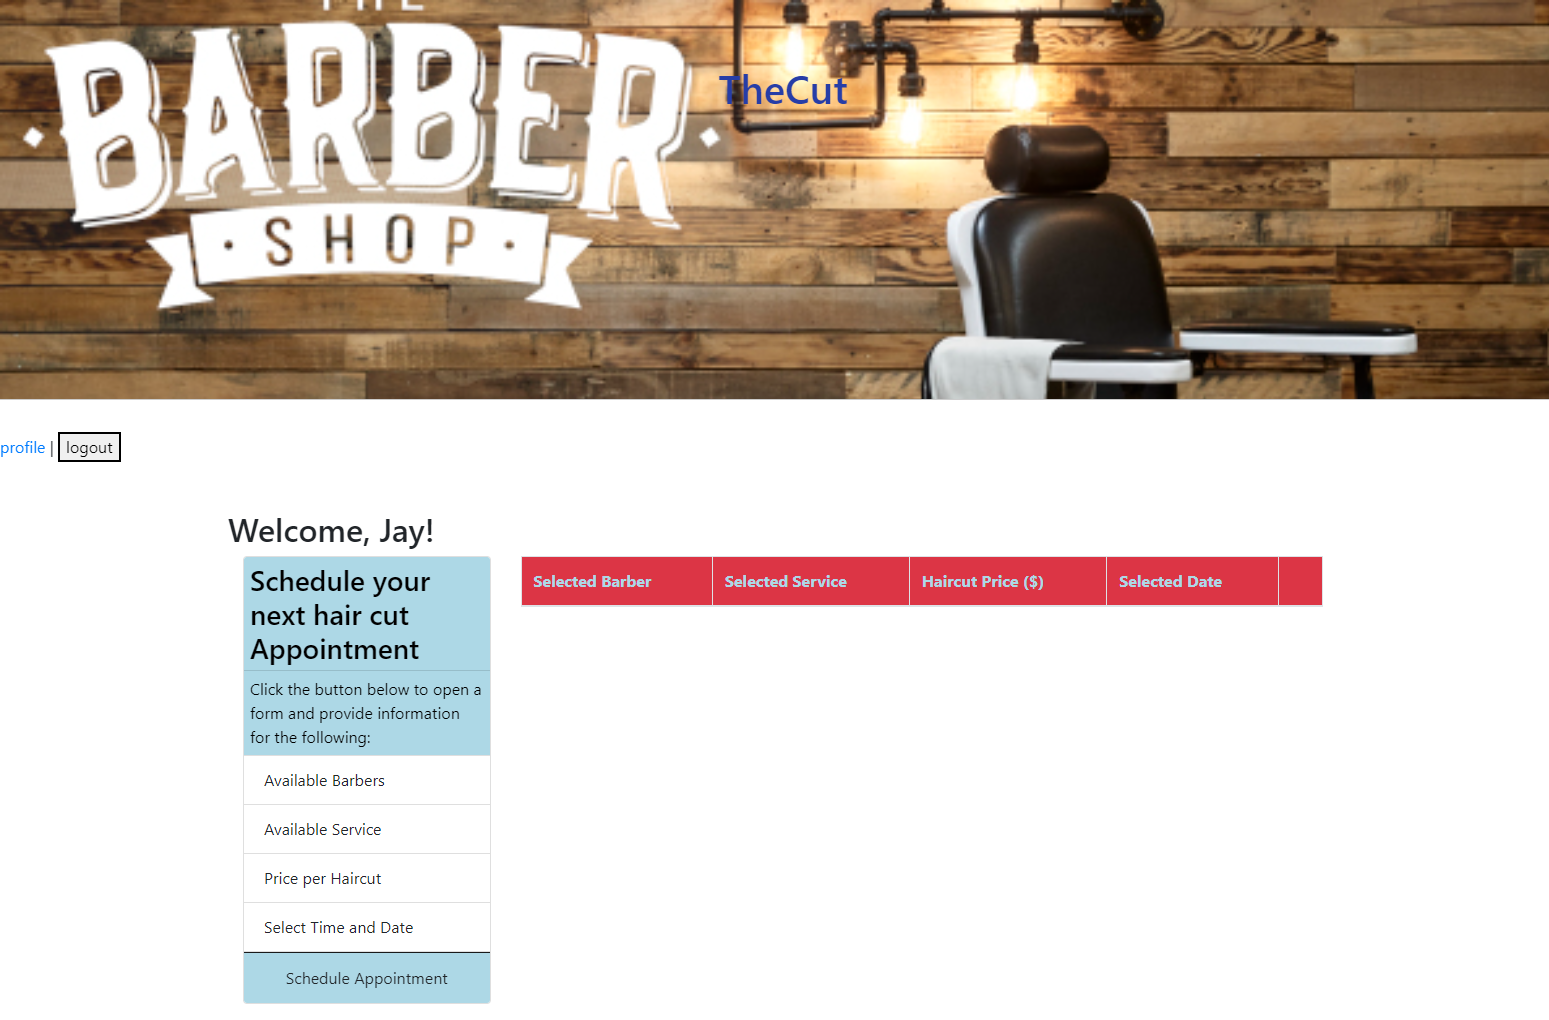 THE
BARBER
· SHOP ·
TheCut
profile | logout
Welcome, Jay!
Schedule your
next hair cut
Appointment
Click the button below to open a
form and provide information
for the following:
Available Barbers
Available Service
Price per Haircut
Select Time and Date
Schedule Appointment
Selected Barber Selected Service Haircut Price ($) Selected Date